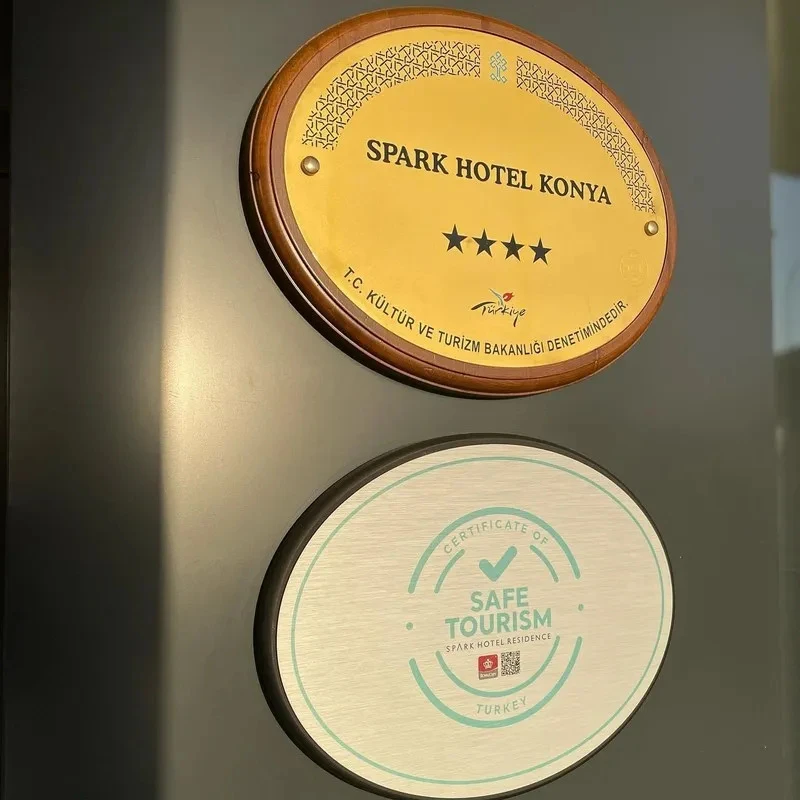 SPARK HOTEL KONYA
Türkiye
T.C. KÜLTÜR VE TURİZM BAKANLIĞI DENETİMİNDEDİR.
CERTIFICATE OF
SAFE
TOURISM
SPARK HOTEL RESIDENCE
TURKEY